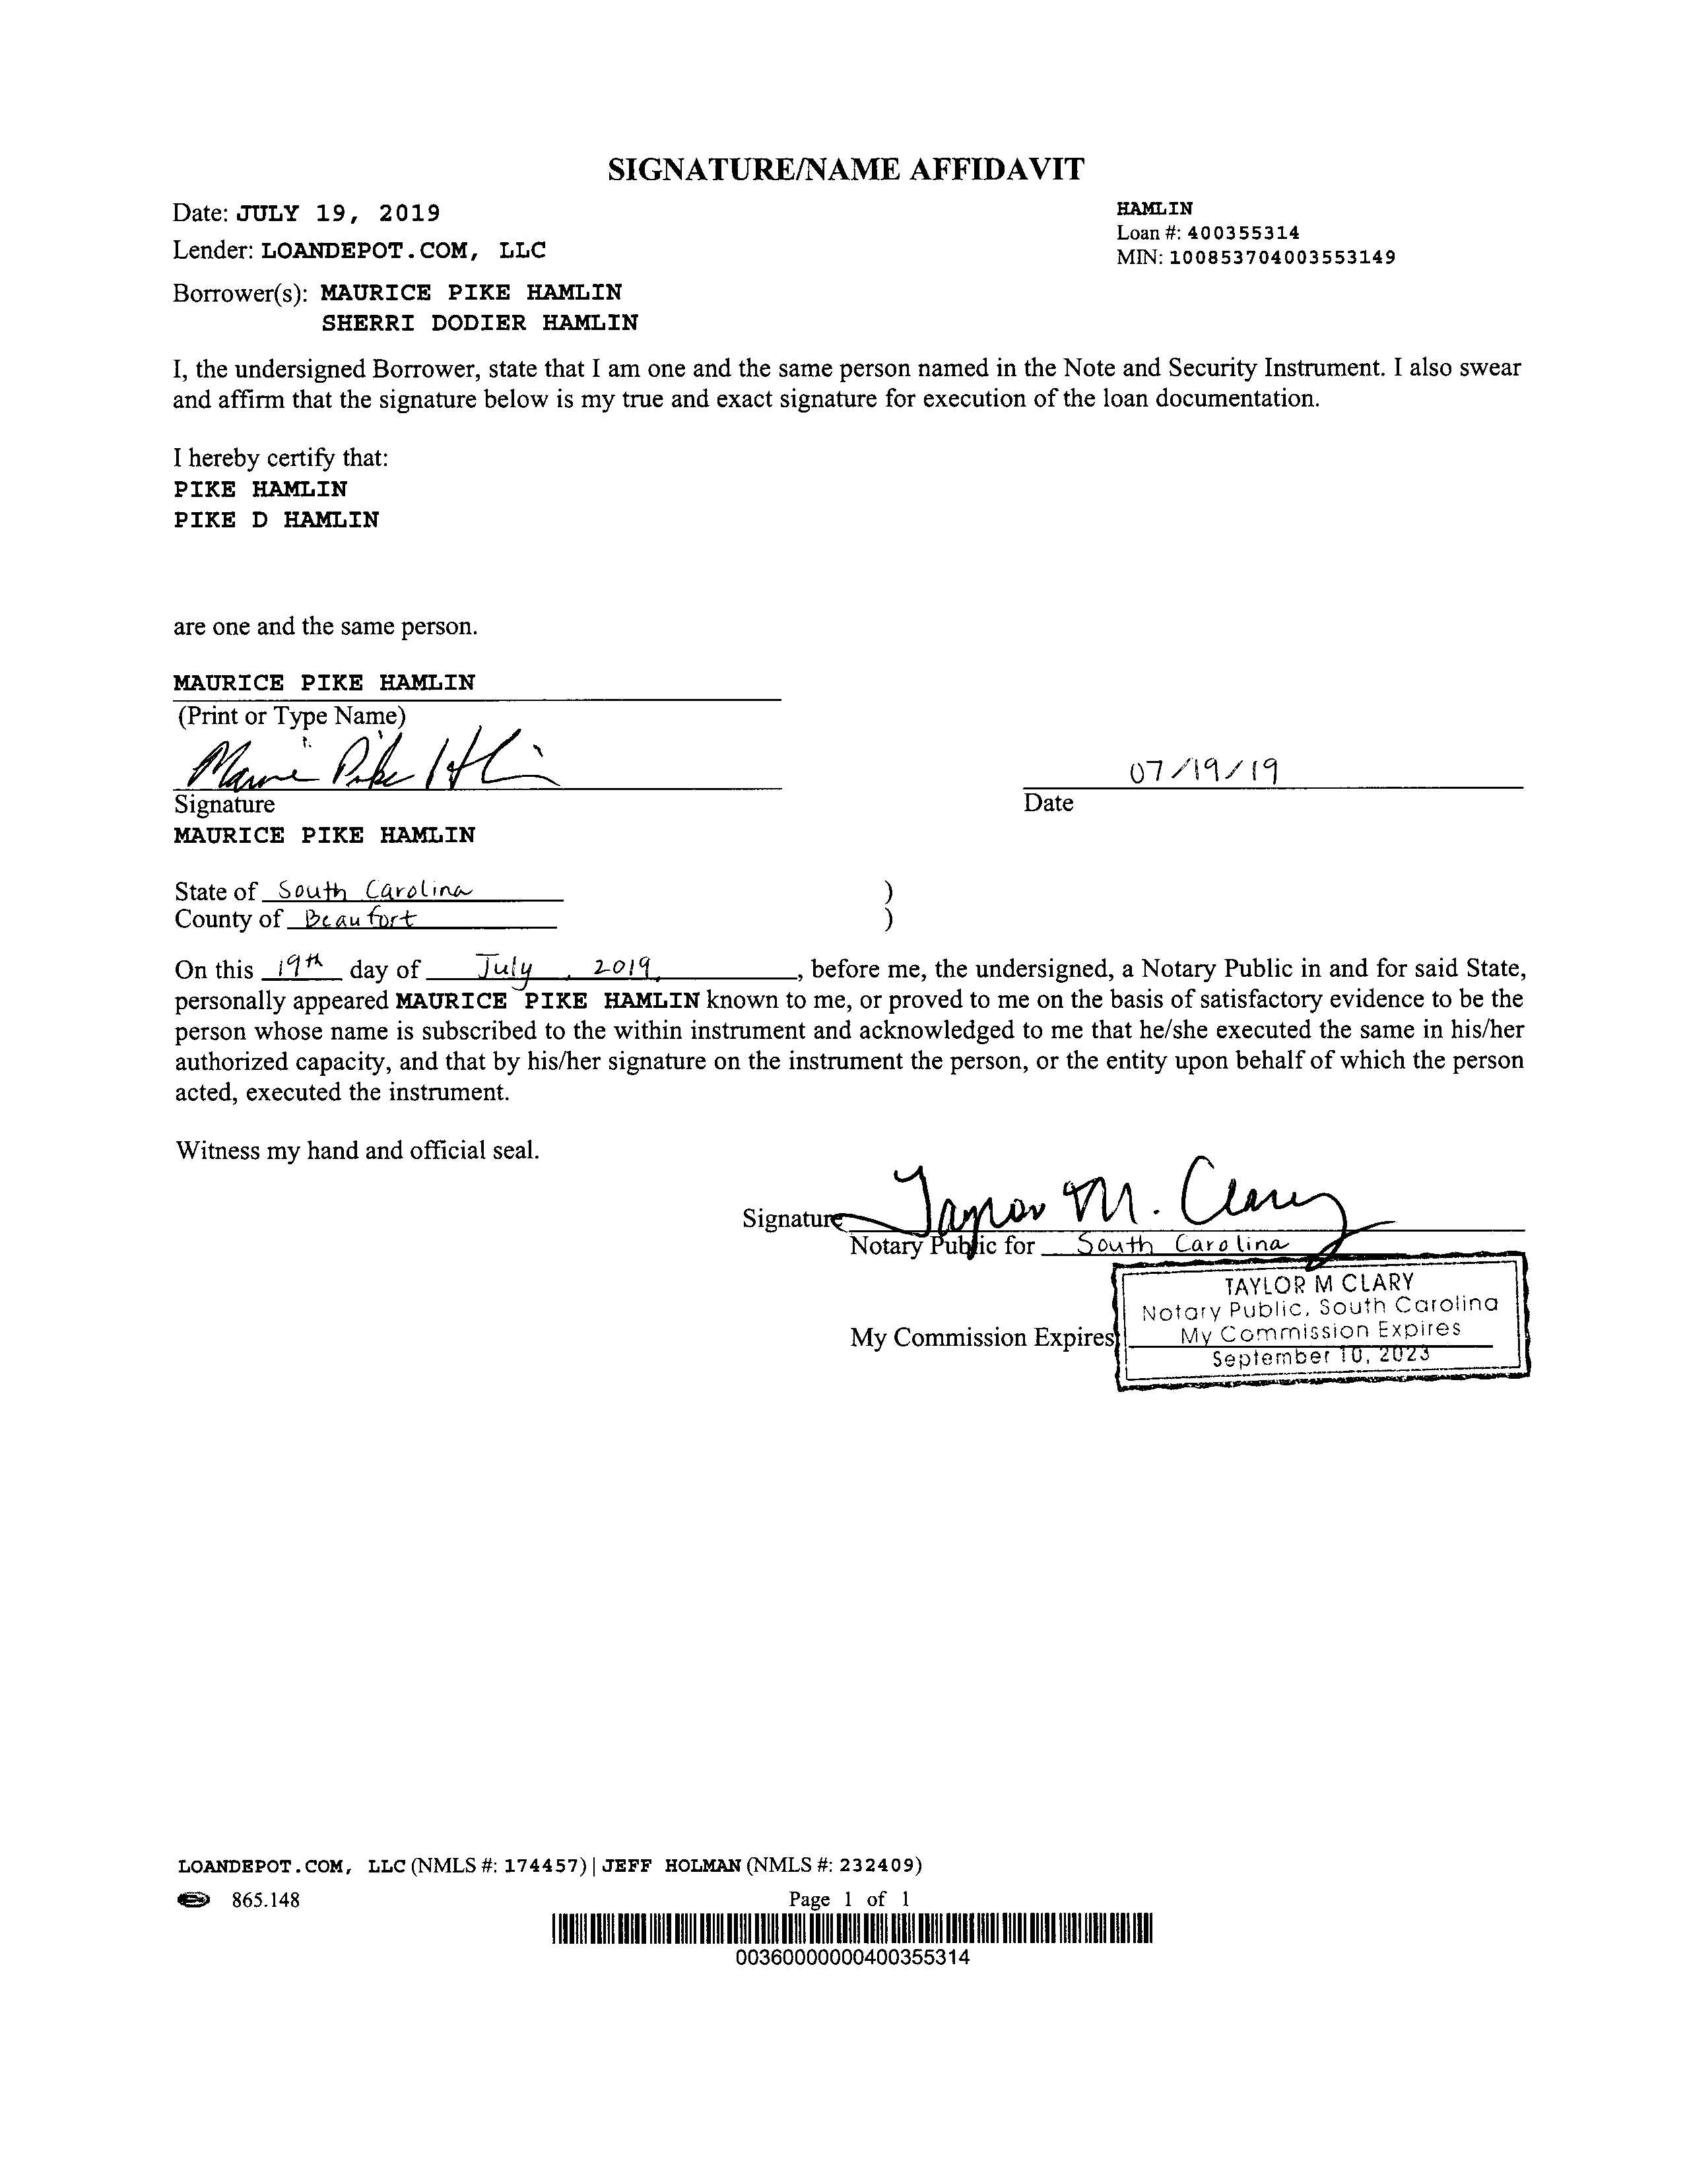 SIGNATURE/NAME AFFIDAVIT
Date: JULY 19, 2019
HAMLIN
Loan #: 400355314
MIN: 100853704003553149
Lender: LOANDEPOT.COM, LLC
Borrower(s): MAURICE PIKE HAMLIN
SHERRI DODIER HAMLIN
I, the undersigned Borrower, state that I am one and the same person named in the Note and Security Instrument. I also swear
and affirm that the signature below is my true and exact signature for execution of the loan documentation.
I hereby certify that:
PIKE HAMLIN
PIKE D HAMLIN
are one and the same person.
MAURICE PIKE HAMLIN
(Print or Type Name)
07/19/19
Signature
Date
MAURICE PIKE HAMLIN
State of South Carolina )
County of Beaufort )
On this 19th day of July, 2019, before me, the undersigned, a Notary Public in and for said State,
personally appeared MAURICE PIKE HAMLIN known to me, or proved to me on the basis of satisfactory evidence to be the
person whose name is subscribed to the within instrument and acknowledged to me that he/she executed the same in his/her
authorized capacity, and that by his/her signature on the instrument the person, or the entity upon behalf of which the person
acted, executed the instrument.
Witness my hand and official seal.
Signature Taylor M. Clary
Notary Public for South Carolina
TAYLOR M CLARY
Notary Public, South Carolina
My Commission Expires
My Commission Expires
September 10, 2023
LOANDEPOT.COM, LLC (NMLS #: 174457) | JEFF HOLMAN (NMLS #: 232409)
865.148
Page 1 of 1
00360000000400355314